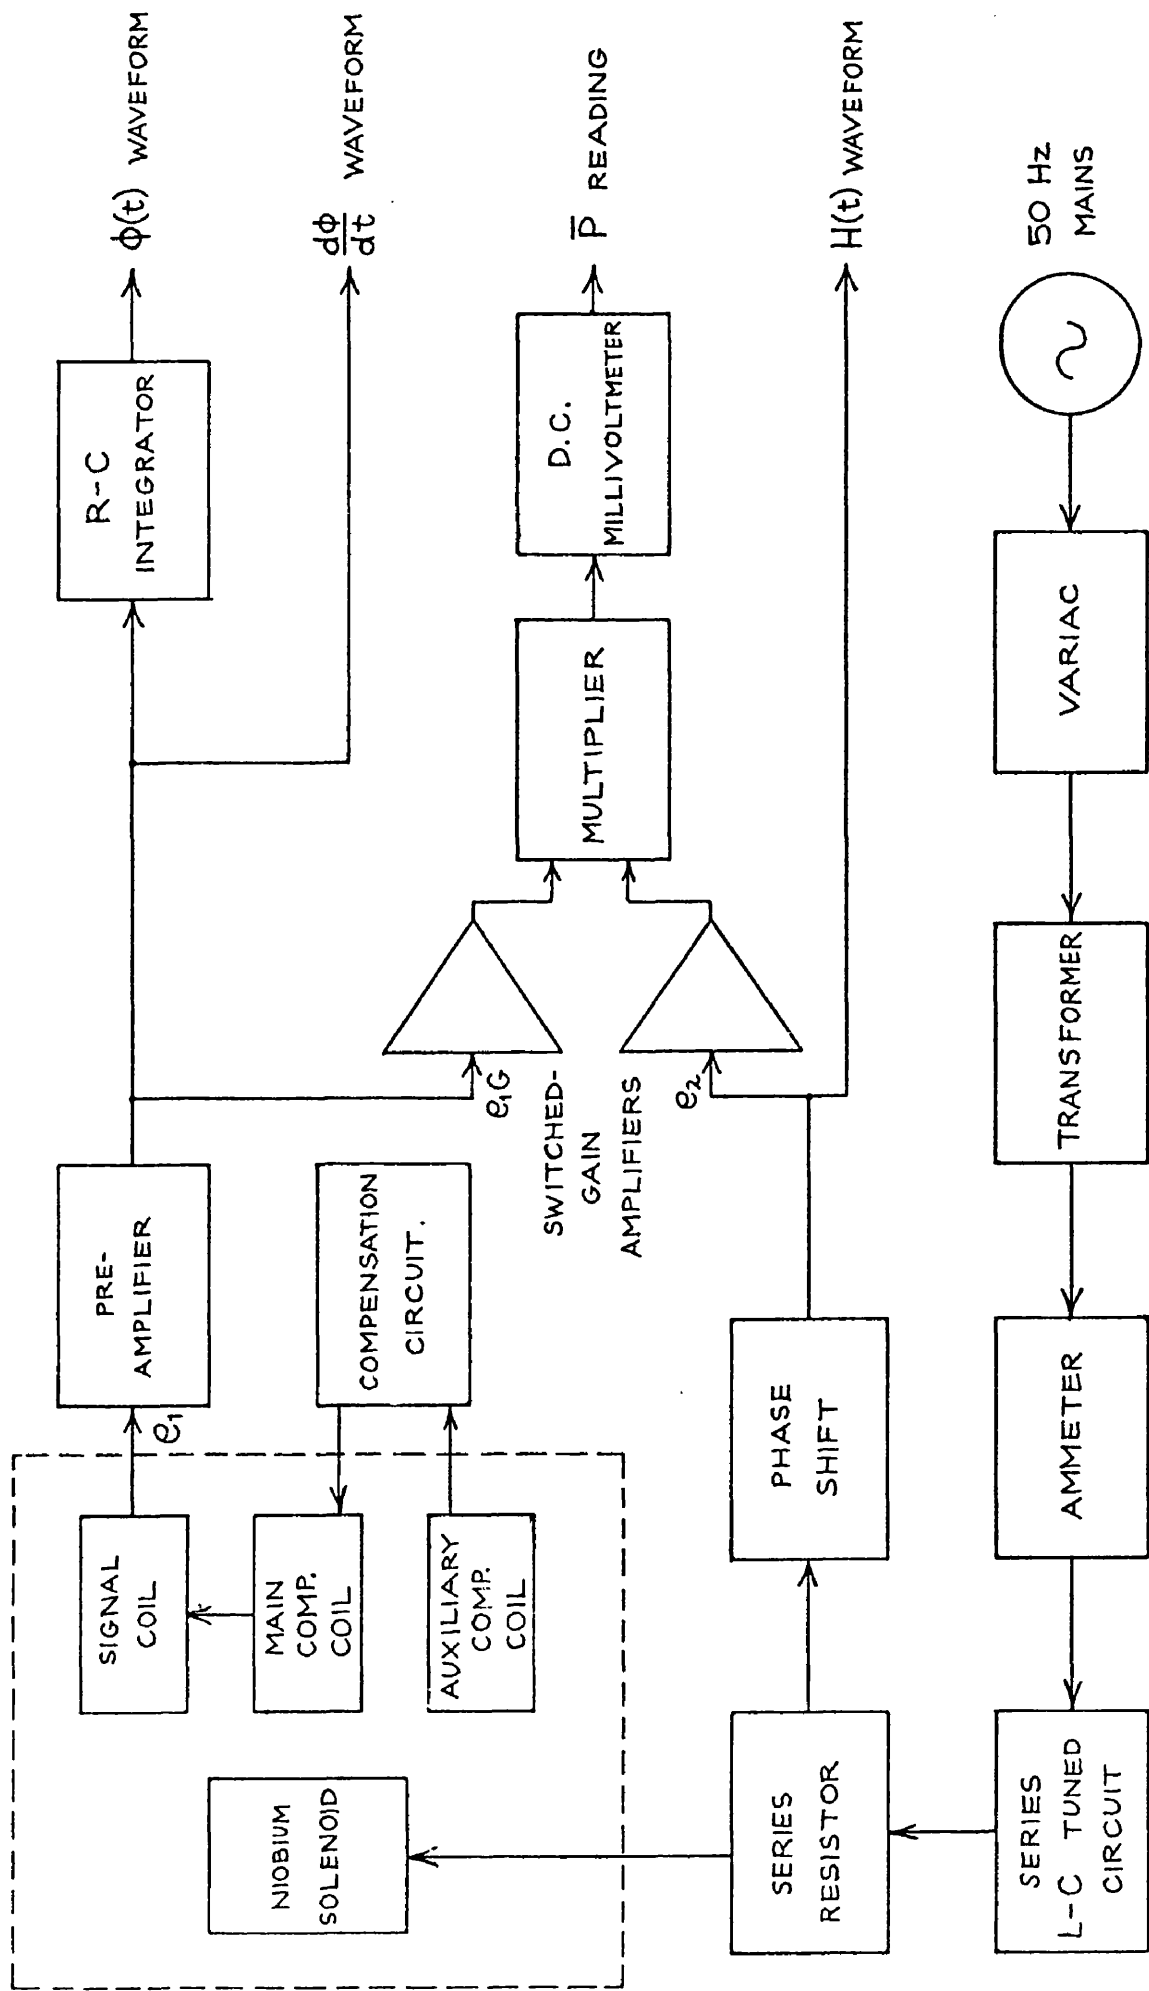 SIGNAL
COIL
e₁
PRE-
AMPLIFIER
R-C
INTEGRATOR
ϕ(t) WAVEFORM
dϕ
dt
WAVEFORM
MAIN
COMP.
COIL
COMPENSATION
CIRCUIT.
AUXILIARY
COMP.
COIL
NIOBIUM
SOLENOID
e₁G
SWITCHED-
GAIN
AMPLIFIERS
e₂
MULTIPLIER
D.C.
MILLIVOLTMETER
P̅ READING
SERIES
RESISTOR
PHASE
SHIFT
H(t) WAVEFORM
SERIES
L-C TUNED
CIRCUIT
AMMETER
TRANSFORMER
VARIAC
50 Hz
MAINS